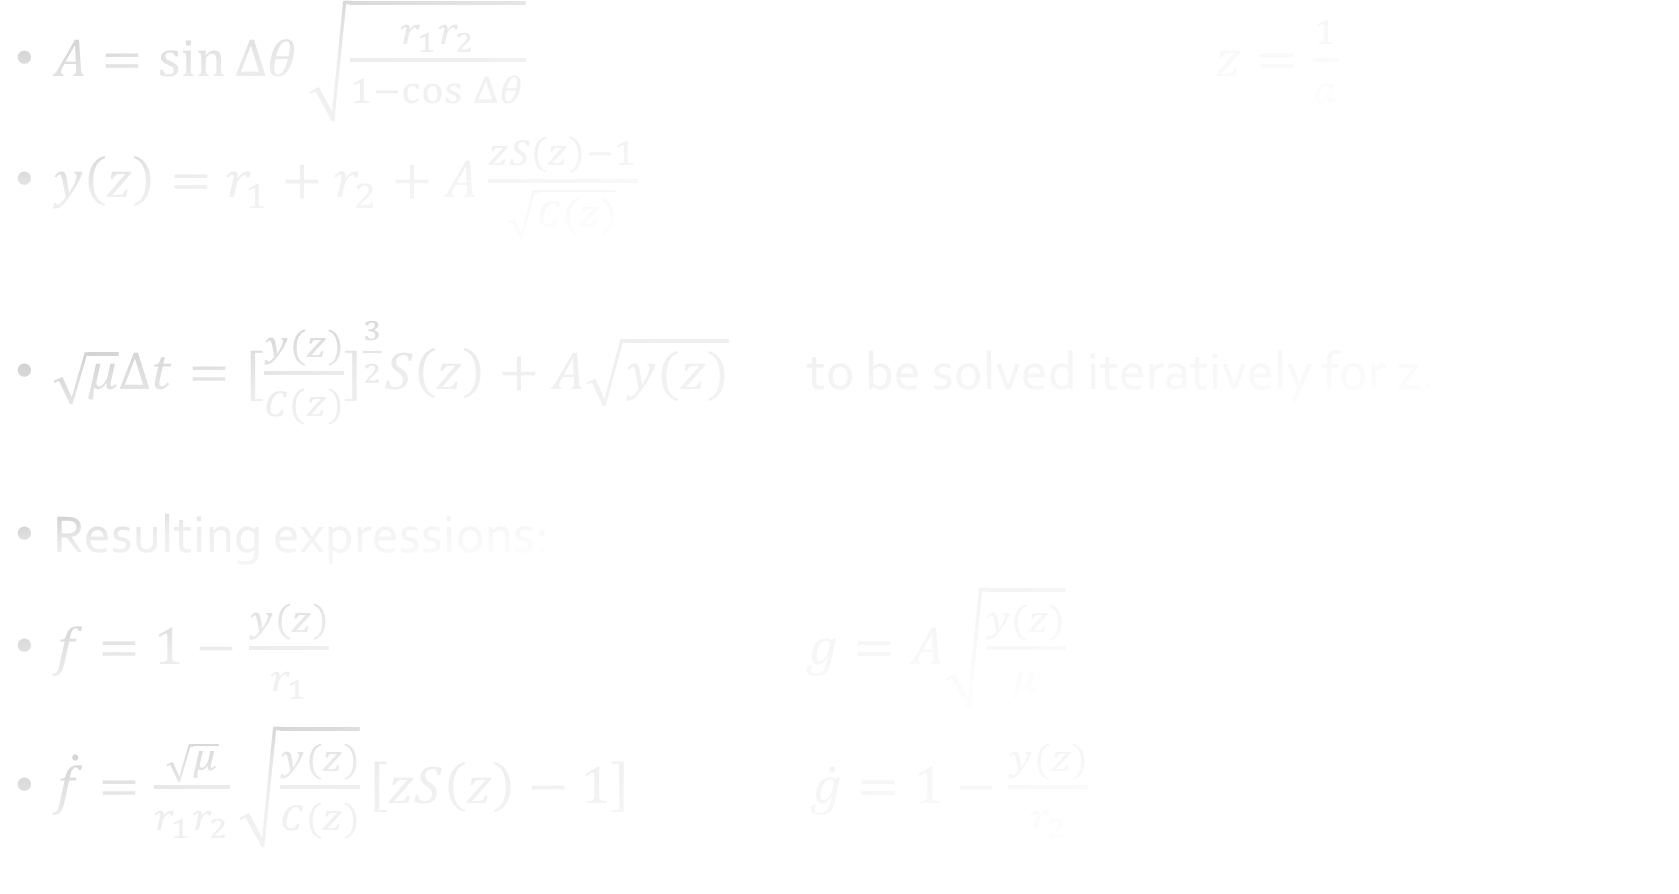 • A = sin Δθ √(r₁r₂ / (1−cos Δθ))    z = 1/a
• y(z) = r₁ + r₂ + A (zS(z)−1)/√C(z)
• √μΔt = [y(z)/C(z)]^(3/2) S(z) + A√y(z)    to be solved iteratively for z.
• Resulting expressions:
• f = 1 − y(z)/r₁    g = A√(y(z)/μ)
• ḟ = (√μ/(r₁r₂)) √(y(z)/C(z)) [zS(z) − 1]    ġ = 1 − y(z)/r₂